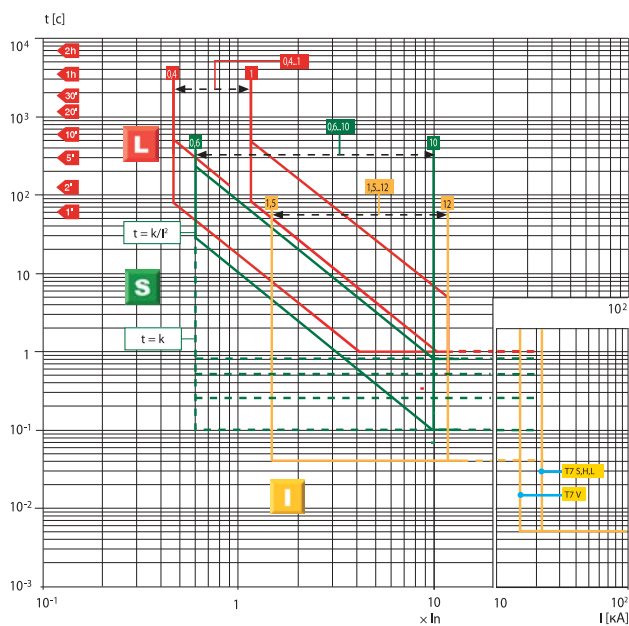 t [c]
10⁴
2h
1h
30'
20'
10³
10'
5'
10²
2'
1'
10
1
10⁻¹
10⁻²
10⁻³
0,4
1
0,4...1
L
0,6
0,6...10
10
1,5...12
1,5
12
t = k/I²
S
t = k
10²
I
T7 S,H,L
T7 V
10⁻¹
1
10
10
10²
× In
I [кА]